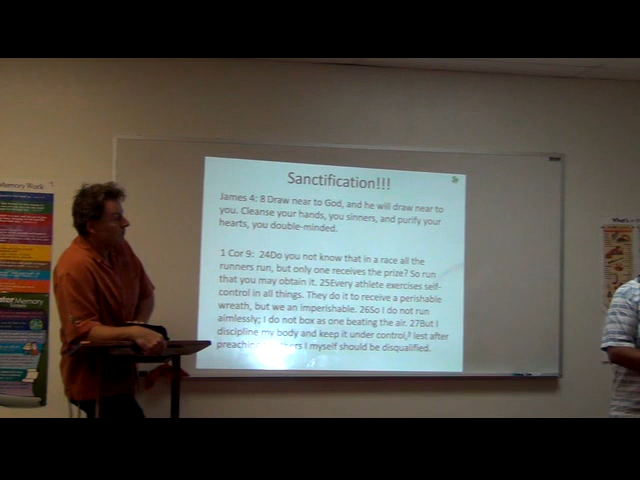 Sanctification!!!
James 4: 8 Draw near to God, and he will draw near to
you. Cleanse your hands, you sinners, and purify your
hearts, you double-minded.
1 Cor 9: 24Do you not know that in a race all the
runners run, but only one receives the prize? So run
that you may obtain it. 25Every athlete exercises self-
control in all things. They do it to receive a perishable
wreath, but we an imperishable. 26So I do not run
aimlessly; I do not box as one beating the air. 27But I
discipline my body and keep it under control, lest after
I myself should be disqualified.
Memory Work
Memory